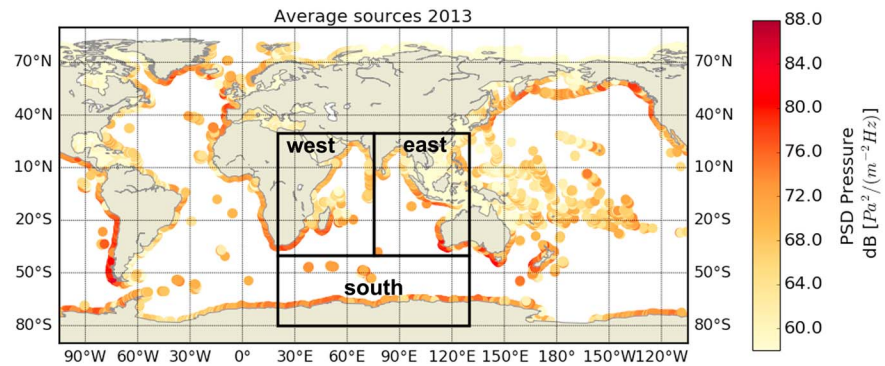 Average sources 2013
88.0
84.0
80.0
76.0
72.0
68.0
64.0
60.0
PSD Pressure
dB [Pa²/(m⁻²Hz)]
70°N
40°N
10°N
20°S
50°S
80°S
70°N
40°N
10°N
20°S
50°S
80°S
west
east
south
90°W 60°W 30°W 0° 30°E 60°E 90°E 120°E 150°E 180° 150°W 120°W